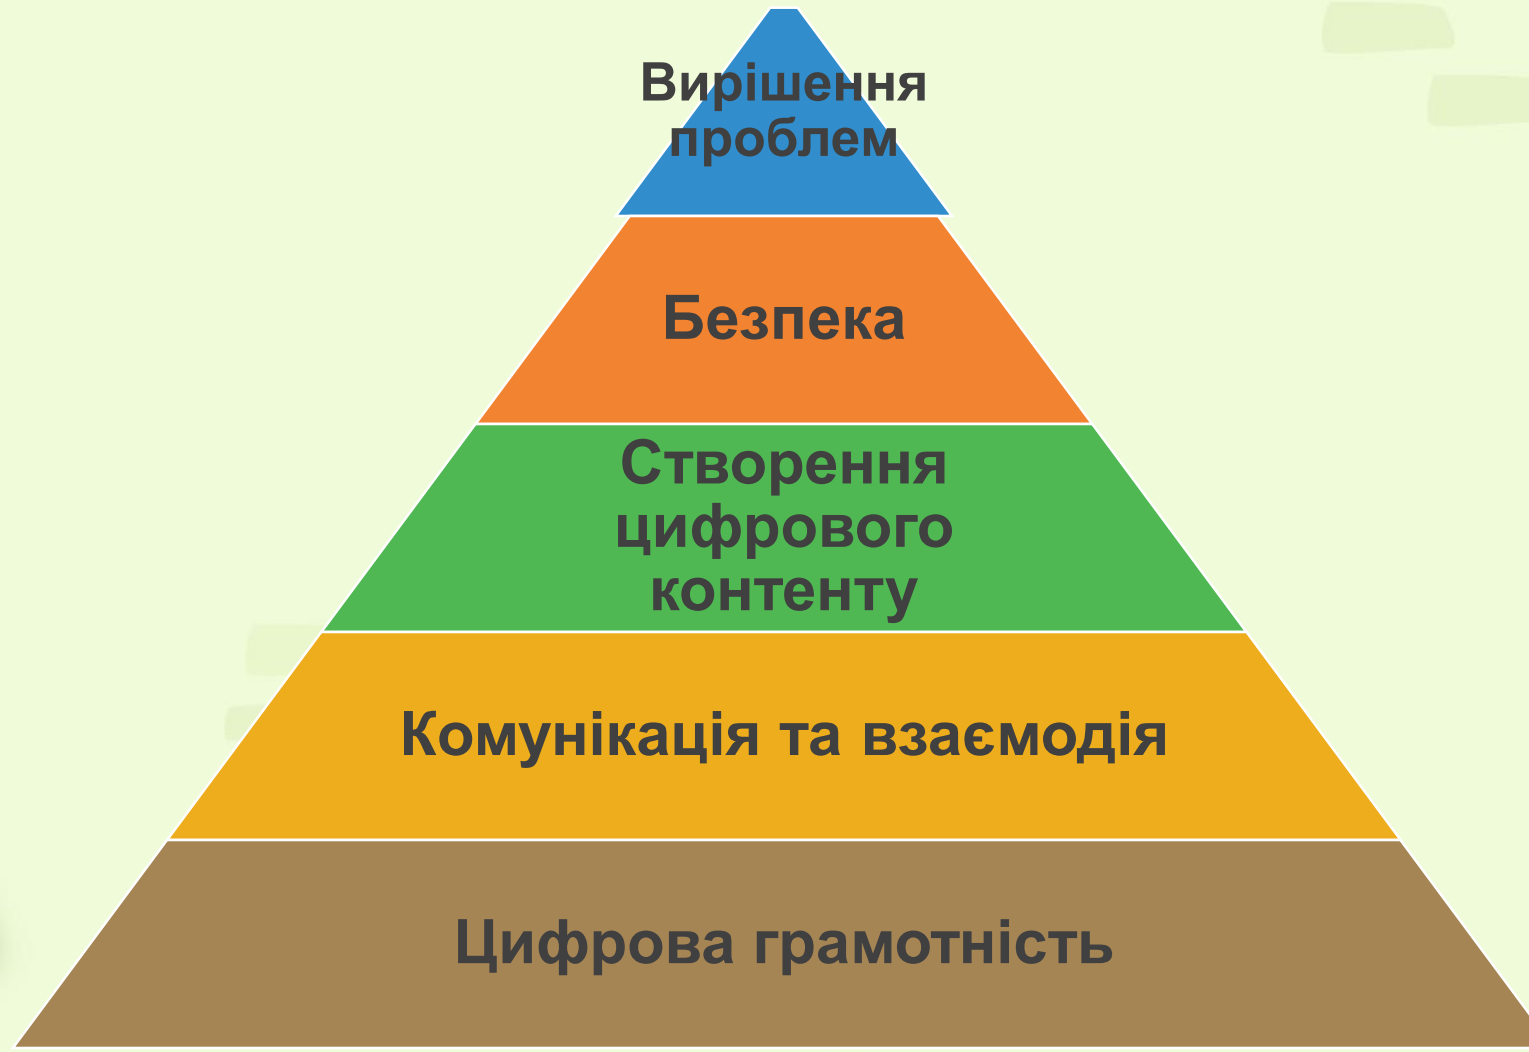 Вирішення
проблем
Безпека
Створення
цифрового
контенту
Комунікація та взаємодія
Цифрова грамотність